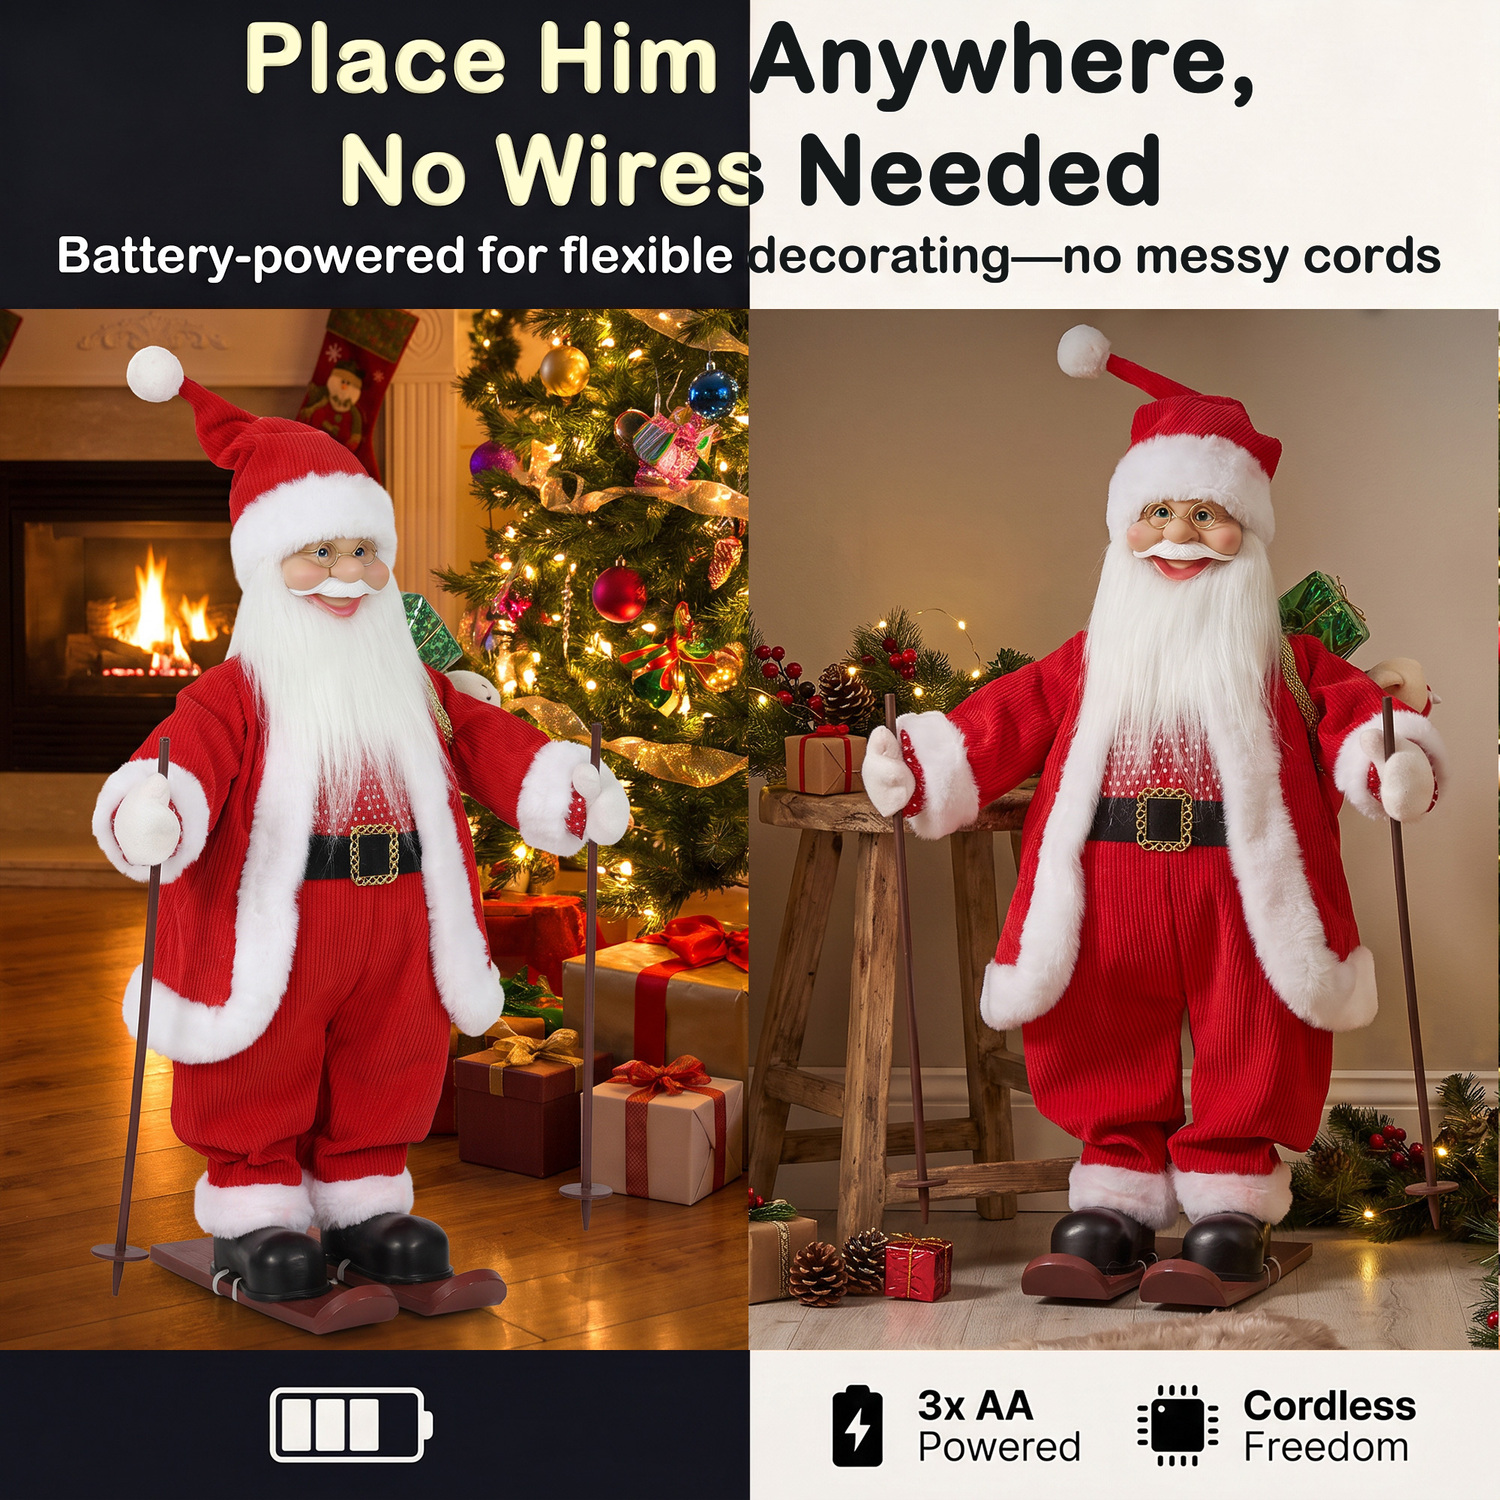 Place Him Anywhere,
No Wires Needed
Battery-powered for flexible decorating—no messy cords
3x AA
Powered
Cordless
Freedom